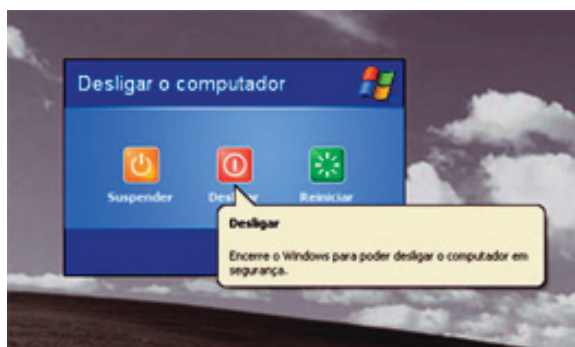 Desligar o computador
Suspender
Reiniciar
Desligar
Encerre o Windows para poder desligar o computador em
segurança.